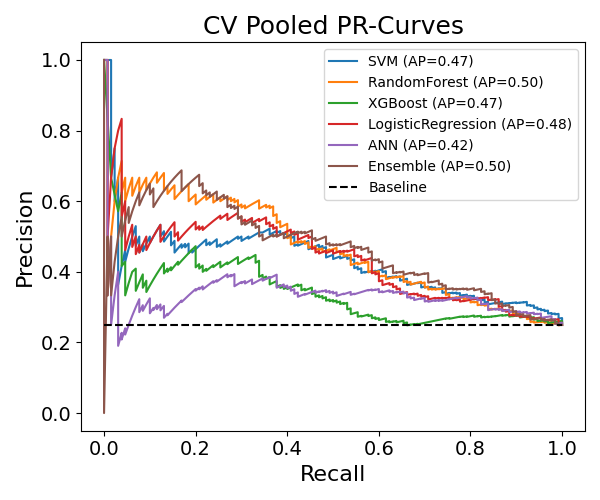 CV Pooled PR-Curves
SVM (AP=0.47)
RandomForest (AP=0.50)
XGBoost (AP=0.47)
LogisticRegression (AP=0.48)
ANN (AP=0.42)
Ensemble (AP=0.50)
Baseline
Precision
1.0
0.8
0.6
0.4
0.2
0.0
0.0 0.2 0.4 0.6 0.8 1.0
Recall